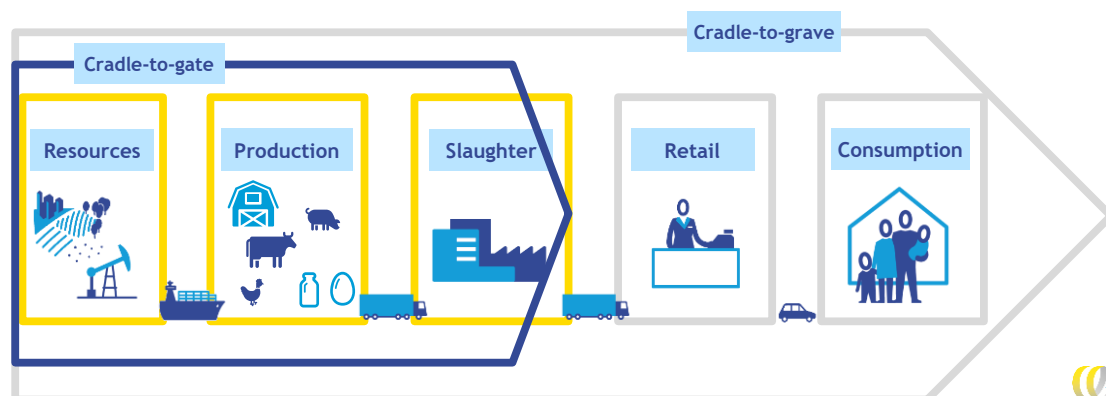 Cradle-to-grave
Cradle-to-gate
Resources
Production
Slaughter
Retail
Consumption